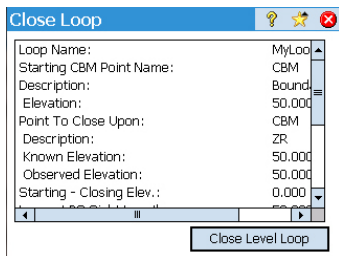 Close Loop
Loop Name: MyLoo
Starting CBM Point Name: CBM
Description: Bound
Elevation: 50.000
Point To Close Upon: CBM
Description: ZR
Known Elevation: 50.000
Observed Elevation: 50.000
Starting - Closing Elev.: 0.000
Close Level Loop